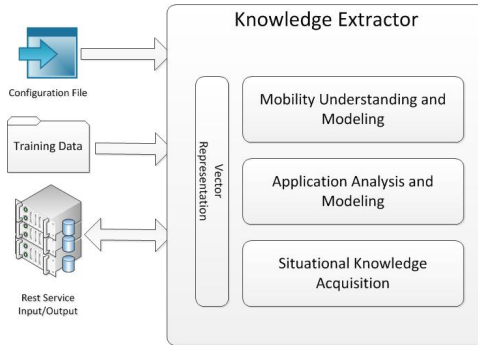 Knowledge Extractor
Configuration File
Training Data
Rest Service
Input/Output
Vector
Representation
Mobility Understanding and
Modeling
Application Analysis and
Modeling
Situational Knowledge
Acquisition